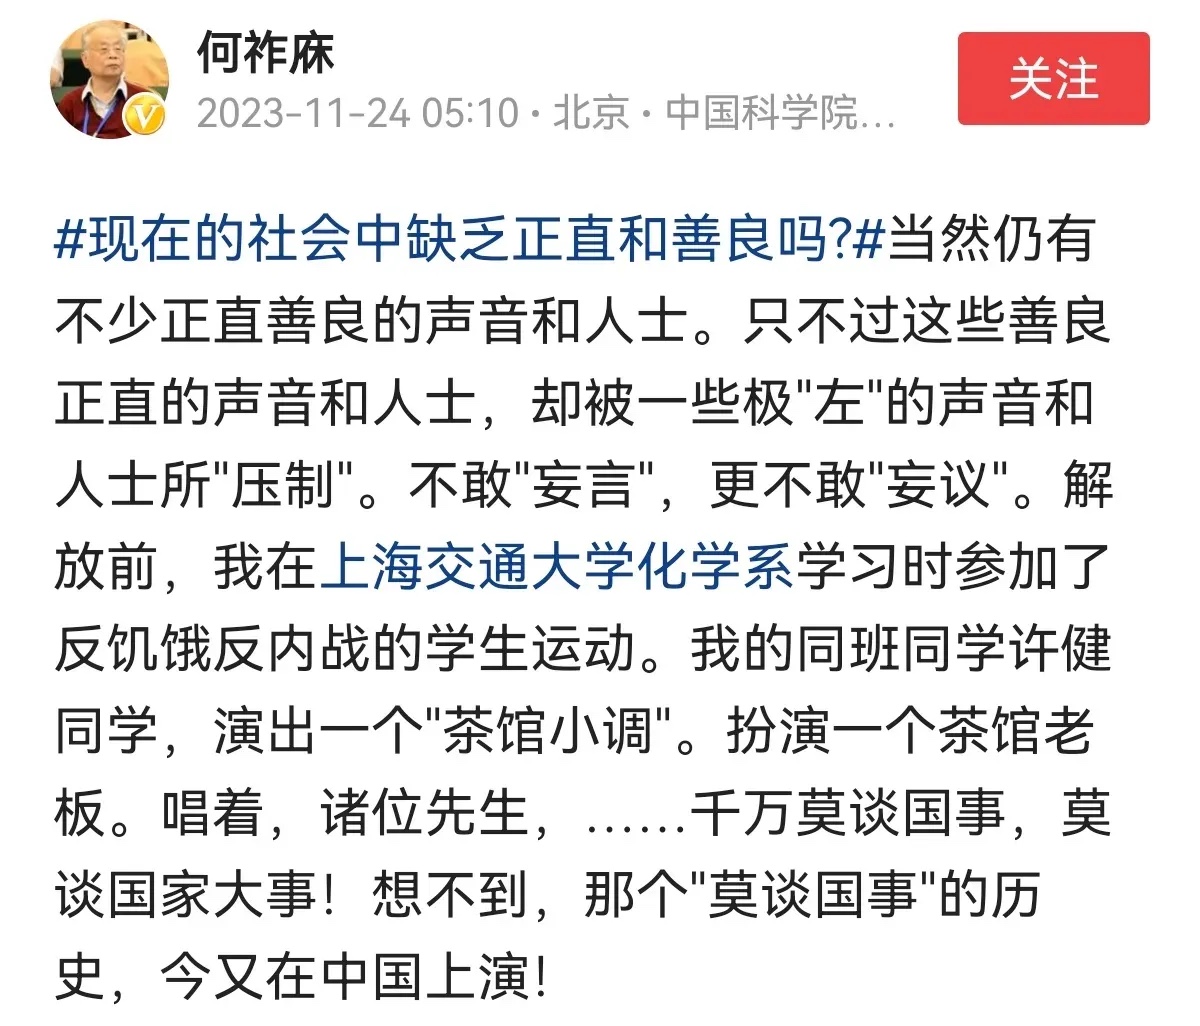 何祚庥
2023-11-24 05:10·北京·中国科学院...
关注
#现在的社会中缺乏正直和善良吗?#当然仍有
不少正直善良的声音和人士。只不过这些善良
正直的声音和人士，却被一些极"左"的声音和
人士所"压制"。不敢"妄言"，更不敢"妄议"。解
放前，我在上海交通大学化学系学习时参加了
反饥饿反内战的学生运动。我的同班同学许健
同学，演出一个"茶馆小调"。扮演一个茶馆老
板。唱着，诸位先生，……千万莫谈国事，莫
谈国家大事！想不到，那个"莫谈国事"的历
史，今又在中国上演！